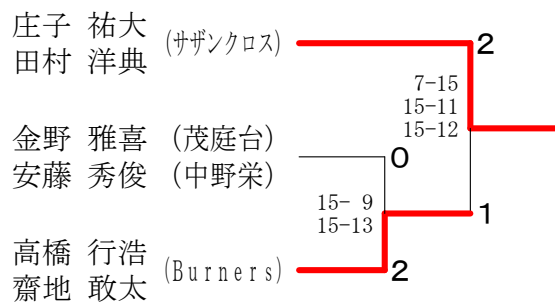 庄子 祐大 (サザンクロス) 2
田村 洋典
7-15
15-11
15-12
金野 雅喜 (茂庭台)
0
安藤 秀俊 (中野栄)
15- 9
15-13
1
高橋 行浩 (Burners) 2
齋地 敢太